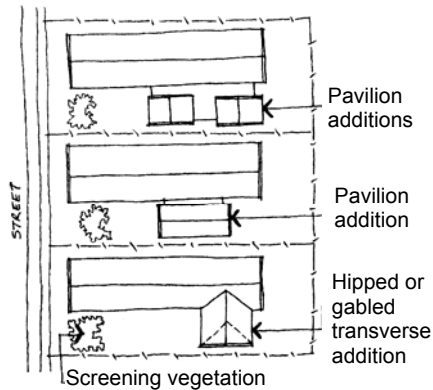 Pavilion
additions
STREET
Pavilion
addition
Hipped or
gabled
transverse
addition
Screening vegetation